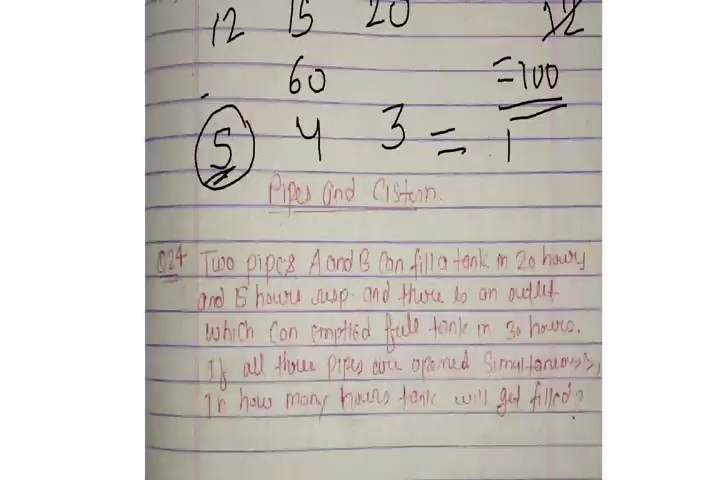 12 15 20 12
60 =100
5 4 3 = 1
Pipes and Cistern.
Q24 Two pipes A and B can fill a tank in 20 hours
and 15 hours resp. and there is an outlet
which can emptied full tank in 30 hours.
If all three pipes are opened simultaneously,
In how many hours tank will get filled?